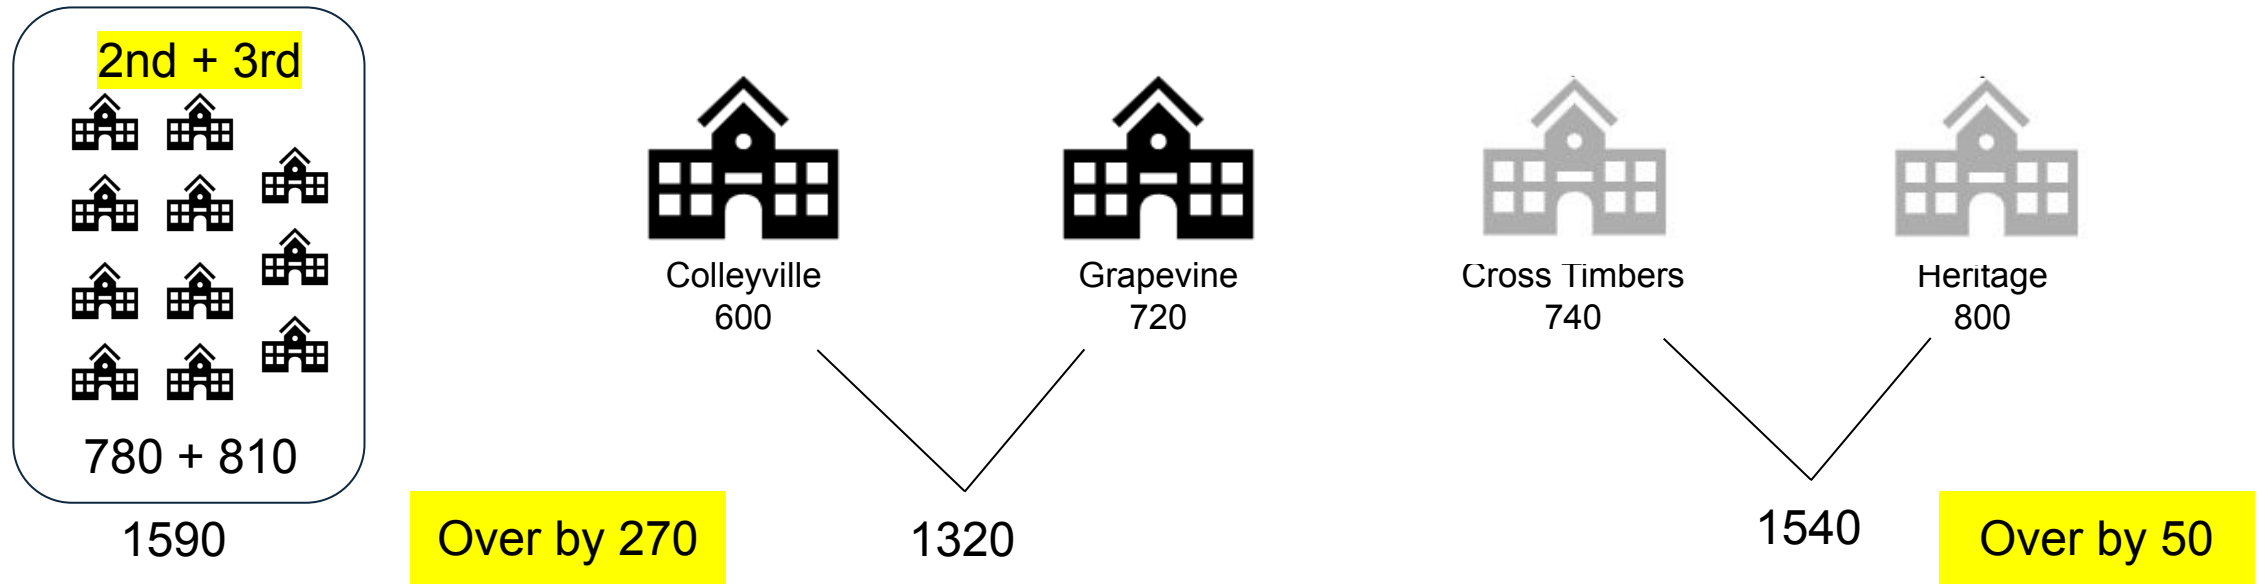 2nd + 3rd
780 + 810
1590
Over by 270
Colleyville
600
Grapevine
720
1320
Cross Timbers
740
Heritage
800
1540
Over by 50